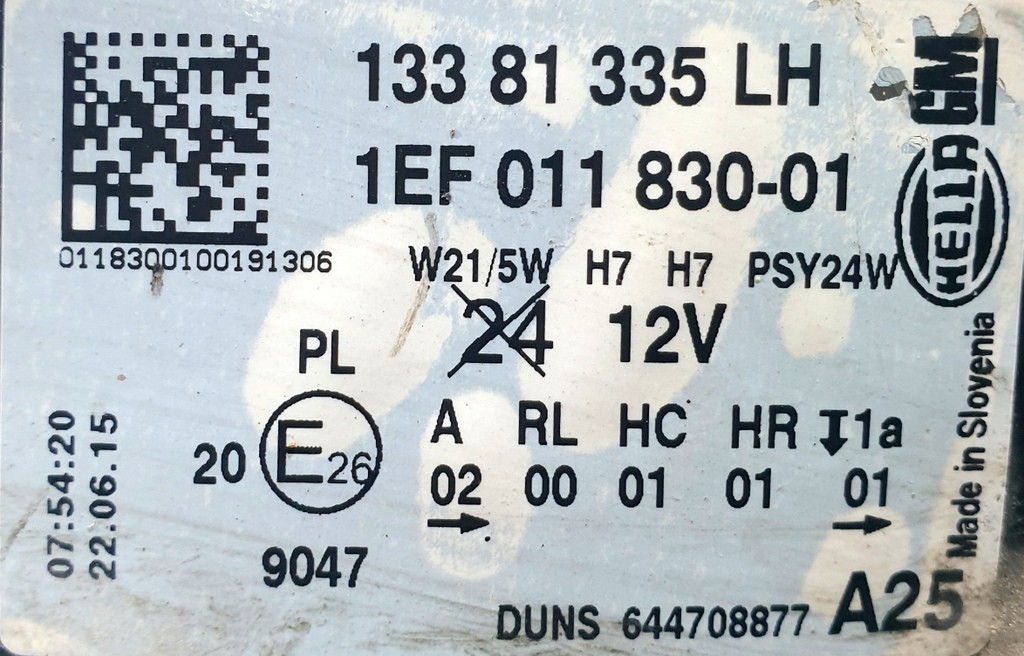 133 81 335 LH
GM
1EF 011 830-01
HELLA
0118300100191306
W21/5W H7 H7 PSY24W
24 12V
PL
A RL HC HR 1a
20 E26 02 00 01 01 01
9047
07:54:20
22.06.15
Made in Slovenia
DUNS 644708877 A25